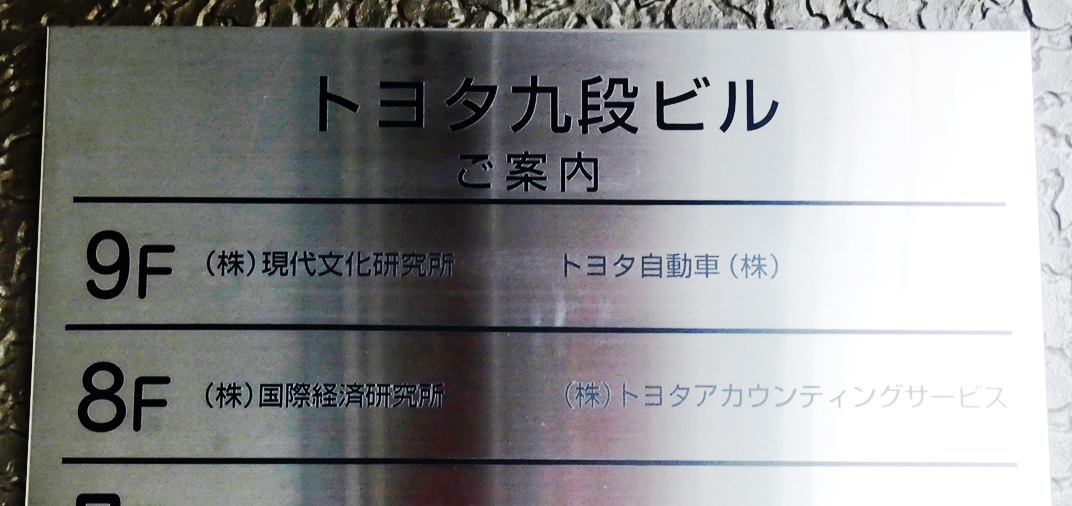 トヨタ九段ビル
ご案内
9F （株）現代文化研究所 トヨタ自動車（株）
8F （株）国際経済研究所 （株）トヨタアカウンティングサービス